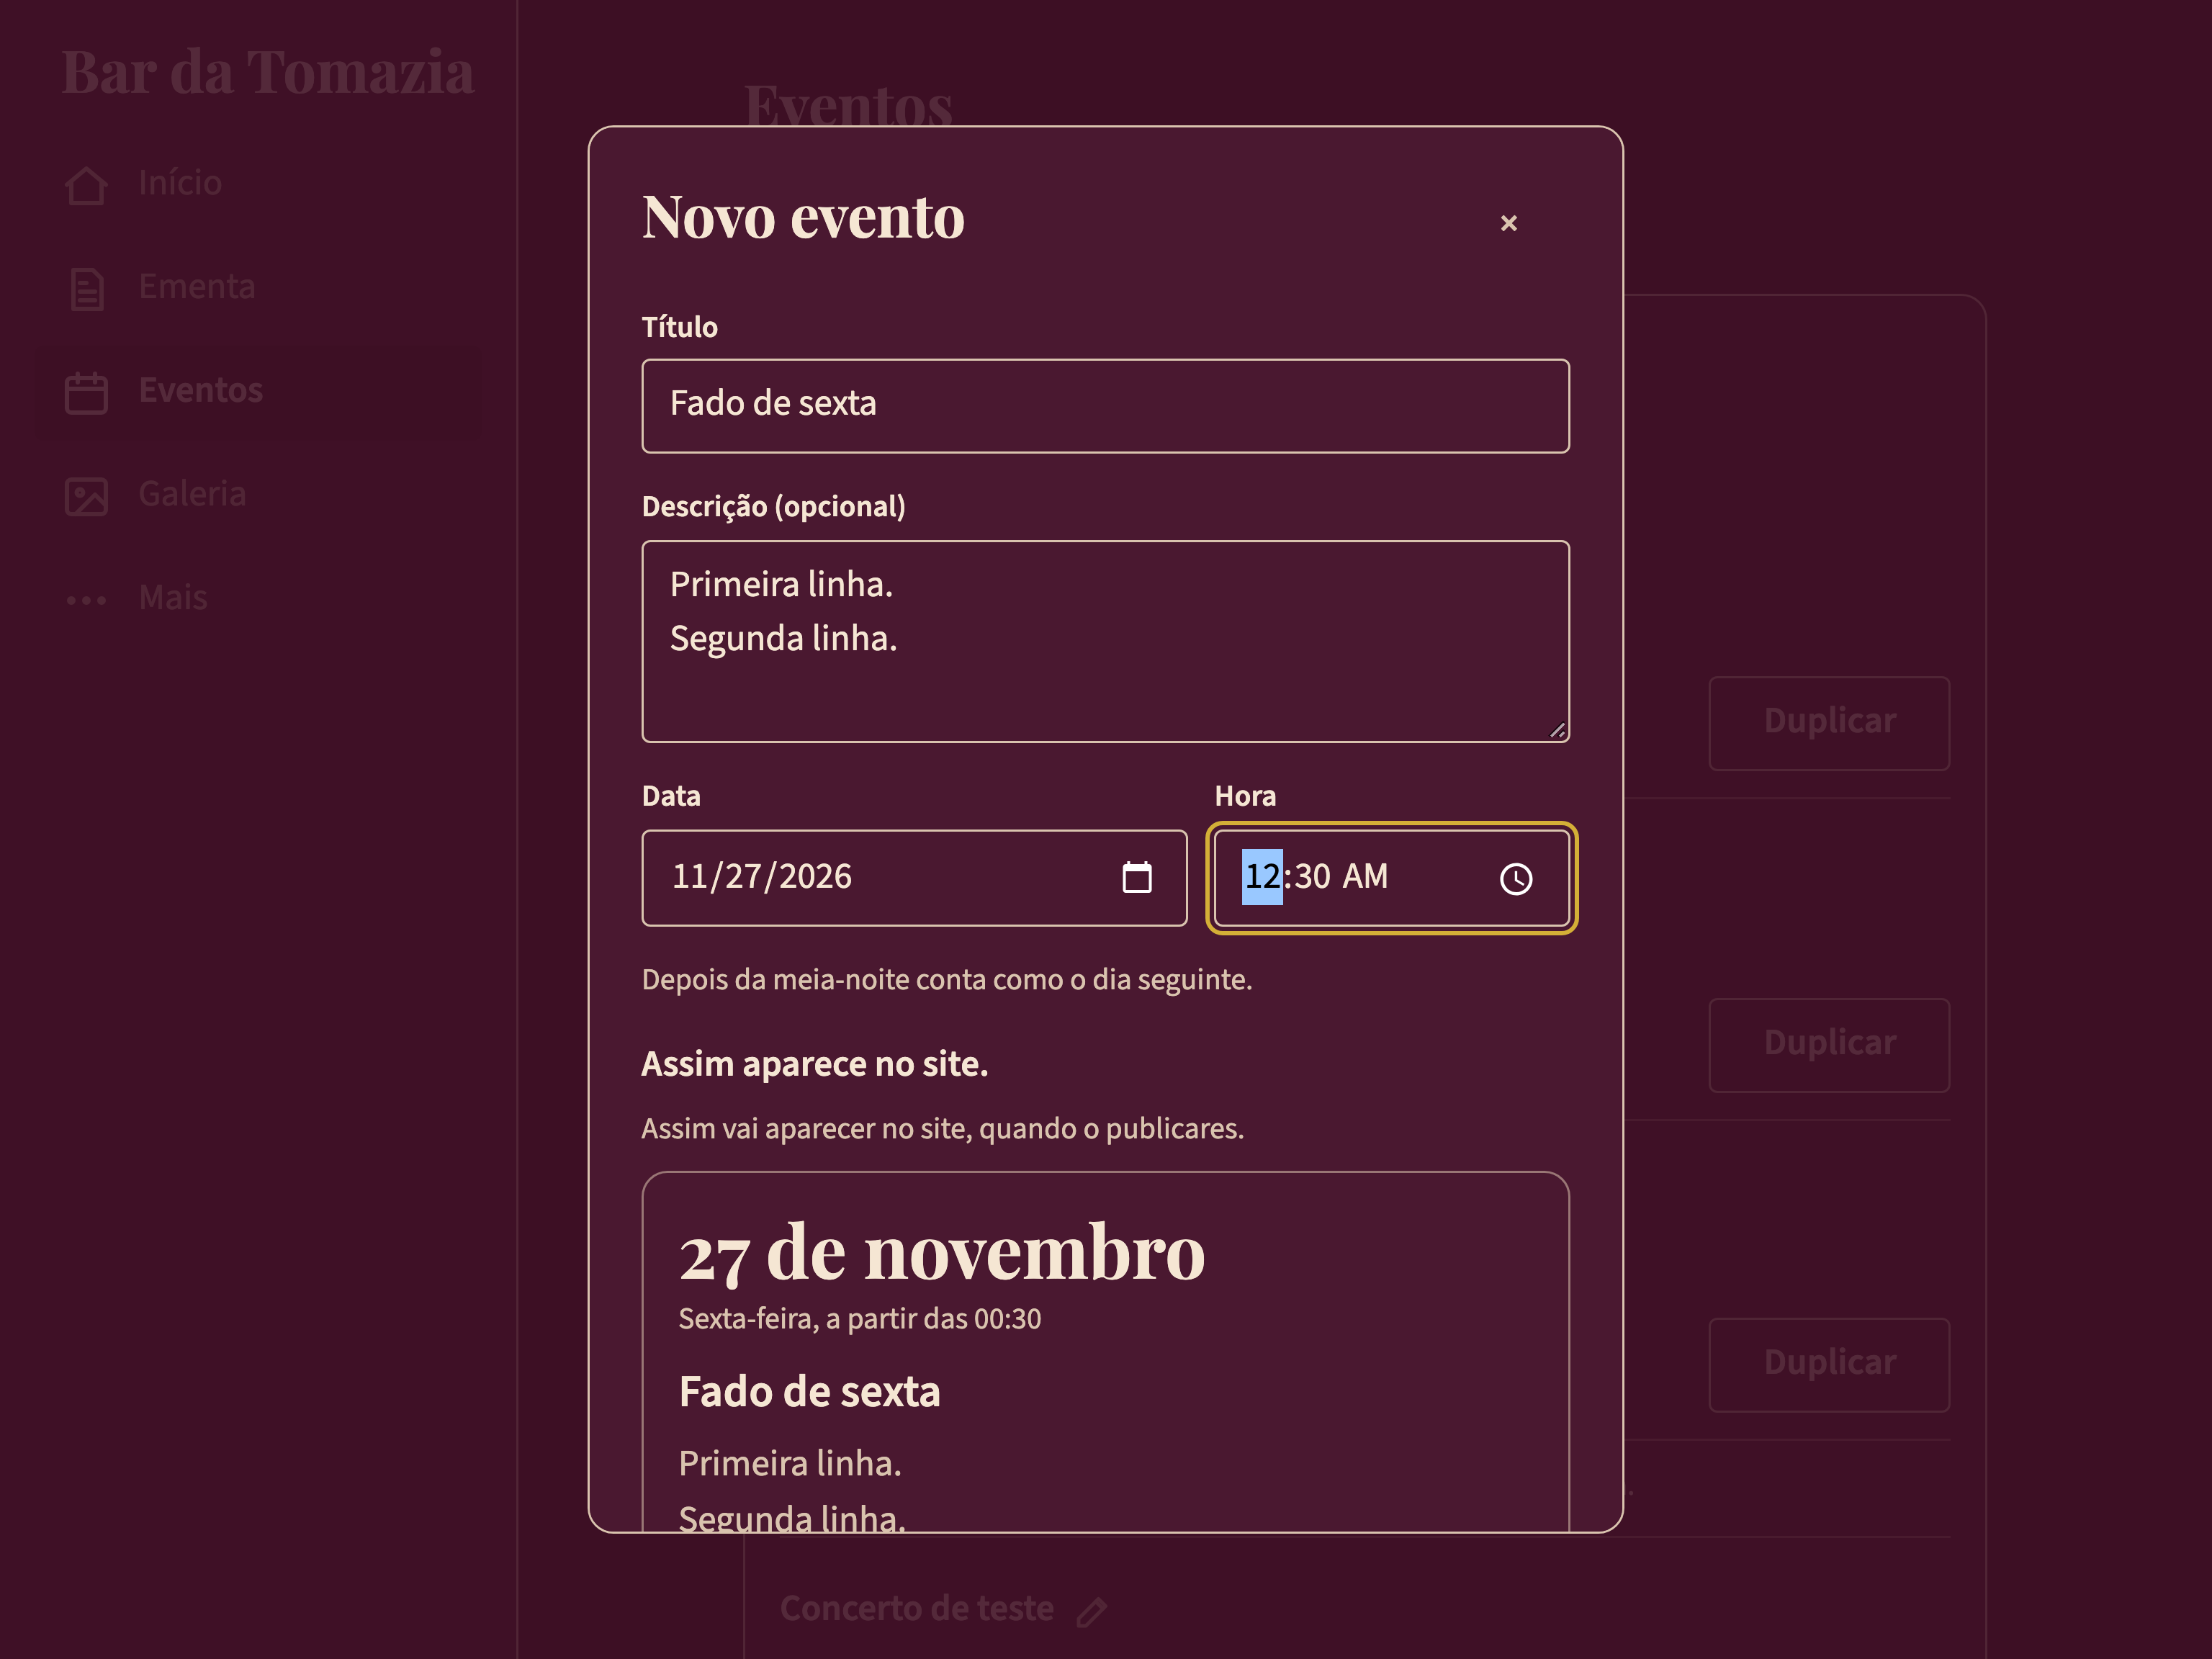 Bar da Tomazia
Início
Ementa
Eventos
Galeria
Mais
Eventos
Novo evento
×
Título
Fado de sexta
Descrição (opcional)
Primeira linha.
Segunda linha.
Data
Hora
11/27/2026
12:30 AM
Depois da meia-noite conta como o dia seguinte.
Assim aparece no site.
Assim vai aparecer no site, quando o publicares.
27 de novembro
Sexta-feira, a partir das 00:30
Fado de sexta
Primeira linha.
Segunda linha.
Duplicar
Duplicar
Duplicar
Concerto de teste